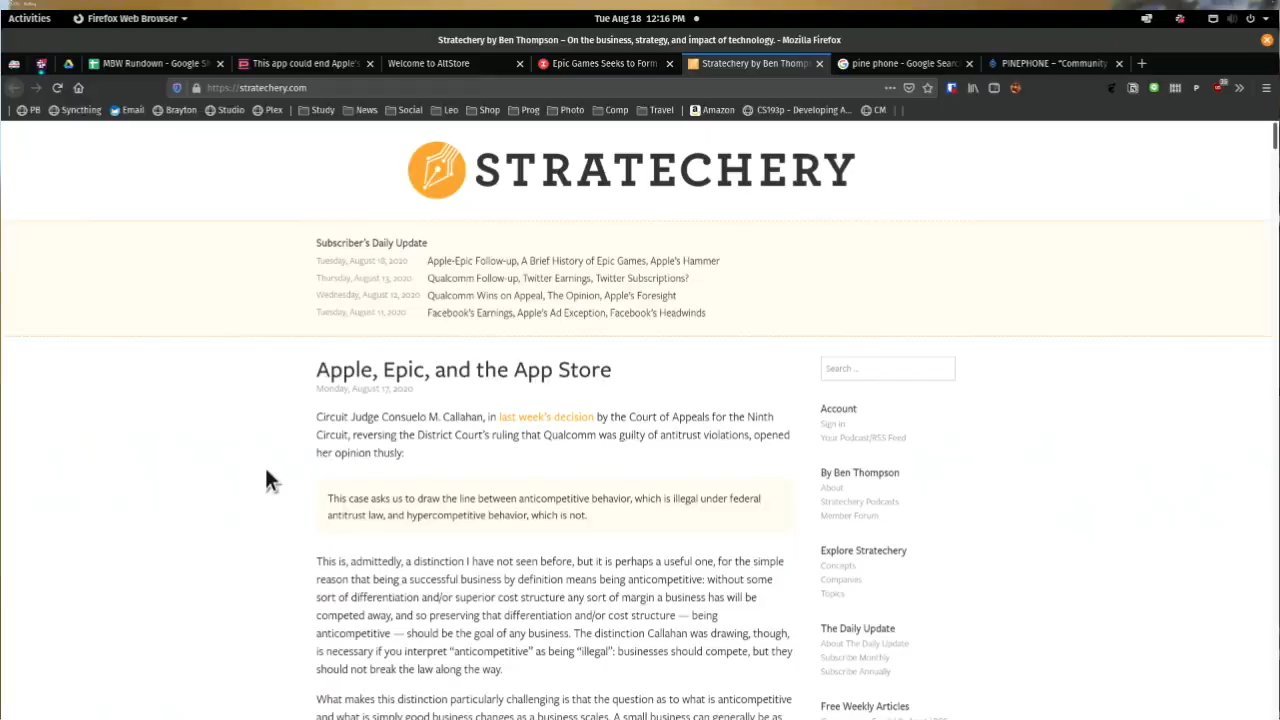 Activities
Firefox Web Browser
Tue Aug 18 12:16 PM
Stratechery by Ben Thompson – On the business, strategy, and impact of technology. - Mozilla Firefox
MBW Rundown - Google Sh
This app could end Apple's
Welcome to AltStore
Epic Games Seeks to Form
Stratechery by Ben Thomps
pine phone - Google Searc
PINEPHONE – "Community
https://stratechery.com
PB
Syncthing
Email
Brayton
Studio
Plex
Study
News
Social
Leo
Shop
Prog
Photo
Comp
Travel
Amazon
CS193p - Developing A...
CM
STRATECHERY
Subscriber's Daily Update
Tuesday, August 18, 2020 Apple-Epic Follow-up, A Brief History of Epic Games, Apple's Hammer
Thursday, August 13, 2020 Qualcomm Follow-up, Twitter Earnings, Twitter Subscriptions?
Wednesday, August 12, 2020 Qualcomm Wins on Appeal, The Opinion, Apple's Foresight
Tuesday, August 11, 2020 Facebook's Earnings, Apple's Ad Exception, Facebook's Headwinds
Apple, Epic, and the App Store
Monday, August 17, 2020
Circuit Judge Consuelo M. Callahan, in last week's decision by the Court of Appeals for the Ninth
Circuit, reversing the District Court's ruling that Qualcomm was guilty of antitrust violations, opened
her opinion thusly:
This case asks us to draw the line between anticompetitive behavior, which is illegal under federal
antitrust law, and hypercompetitive behavior, which is not.
This is, admittedly, a distinction I have not seen before, but it is perhaps a useful one, for the simple
reason that being a successful business by definition means being anticompetitive: without some
sort of differentiation and/or superior cost structure any sort of margin a business has will be
competed away, and so preserving that differentiation and/or cost structure — being
anticompetitive — should be the goal of any business. The distinction Callahan was drawing, though,
is necessary if you interpret "anticompetitive" as being "illegal": businesses should compete, but they
should not break the law along the way.
What makes this distinction particularly challenging is that the question as to what is anticompetitive
and what is simply good business changes as a business scales. A small business can generally be as
Search ...
Account
Sign in
Your Podcast/RSS Feed
By Ben Thompson
About
Stratechery Podcasts
Member Forum
Explore Stratechery
Concepts
Companies
Topics
The Daily Update
About The Daily Update
Subscribe Monthly
Subscribe Annually
Free Weekly Articles